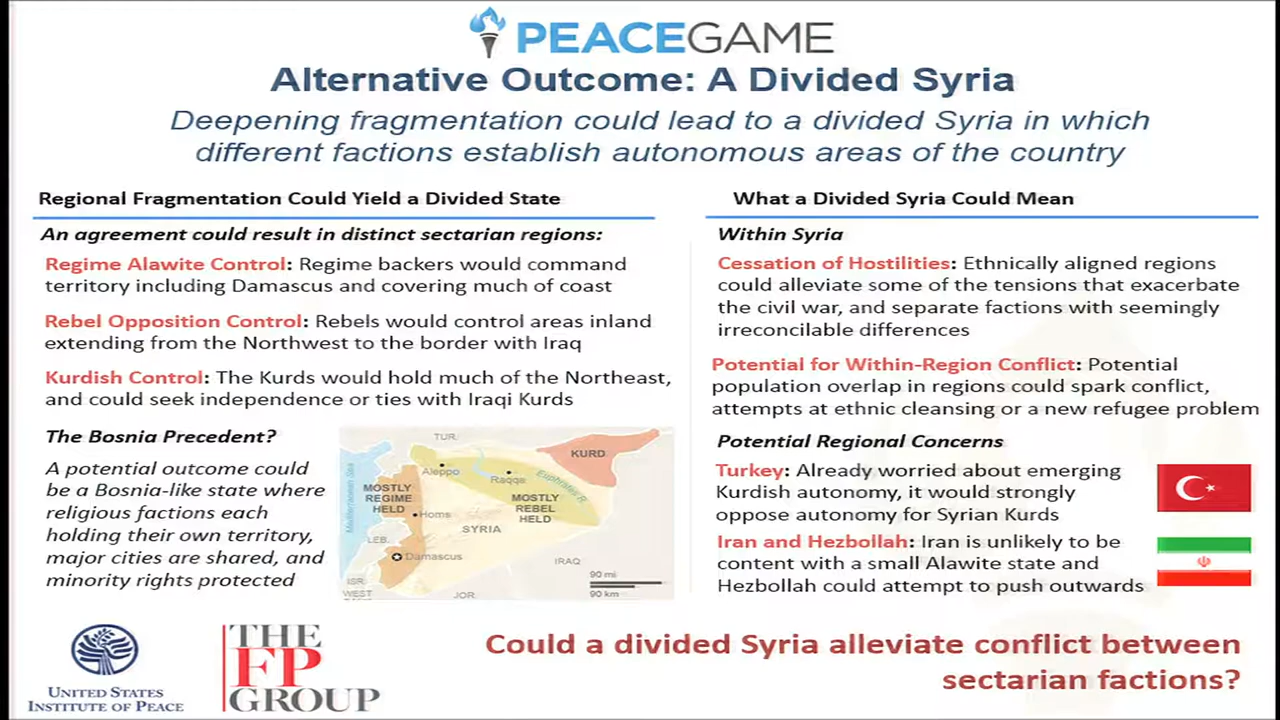 PEACEGAME
Alternative Outcome: A Divided Syria
Deepening fragmentation could lead to a divided Syria in which
different factions establish autonomous areas of the country
Regional Fragmentation Could Yield a Divided State
An agreement could result in distinct sectarian regions:
Regime Alawite Control: Regime backers would command
territory including Damascus and covering much of coast
Rebel Opposition Control: Rebels would control areas inland
extending from the Northwest to the border with Iraq
Kurdish Control: The Kurds would hold much of the Northeast,
and could seek independence or ties with Iraqi Kurds
The Bosnia Precedent?
A potential outcome could
be a Bosnia-like state where
religious factions each
holding their own territory,
major cities are shared, and
minority rights protected
TUR.
KURD.
Aleppo
Raqqa
Euphrates R.
Mediterranean Sea
MOSTLY
REGIME
HELD
MOSTLY
REBEL
HELD
Homs
SYRIA
LEB.
Damascus
IRAQ
ISR.
WEST
JOR.
90 mi
90 km
What a Divided Syria Could Mean
Within Syria
Cessation of Hostilities: Ethnically aligned regions
could alleviate some of the tensions that exacerbate
the civil war, and separate factions with seemingly
irreconcilable differences
Potential for Within-Region Conflict: Potential
population overlap in regions could spark conflict,
attempts at ethnic cleansing or a new refugee problem
Potential Regional Concerns
Turkey: Already worried about emerging
Kurdish autonomy, it would strongly
oppose autonomy for Syrian Kurds
Iran and Hezbollah: Iran is unlikely to be
content with a small Alawite state and
Hezbollah could attempt to push outwards
UNITED STATES
INSTITUTE OF PEACE
THE
FP
GROUP
Could a divided Syria alleviate conflict between
sectarian factions?